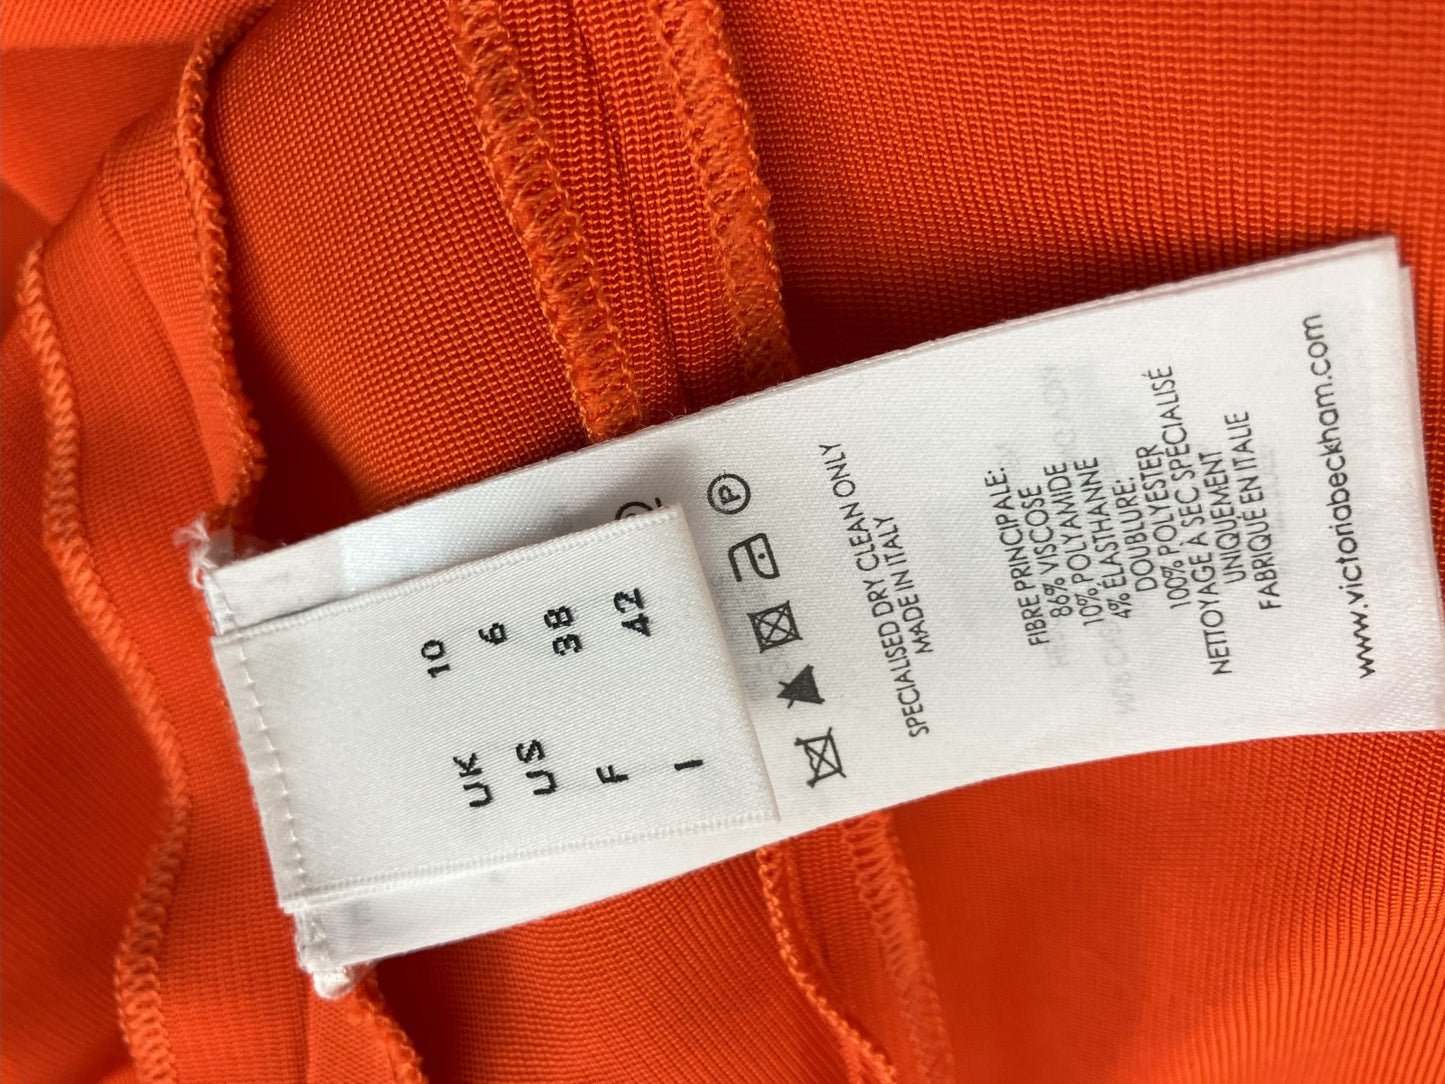 UK 10
US 6
F 38
I 42
P
SPECIALISED DRY CLEAN ONLY
MADE IN ITALY
FIBRE PRINCIPALE:
86% VISCOSE
10% POLYAMIDE
4% ÉLASTHANNE
DOUBLURE:
100% POLYESTER
NETTOYAGE A SEC SPECIALISÉ
UNIQUEMENT
FABRIQUÉ EN ITALIE
www.victoriabeckham.com